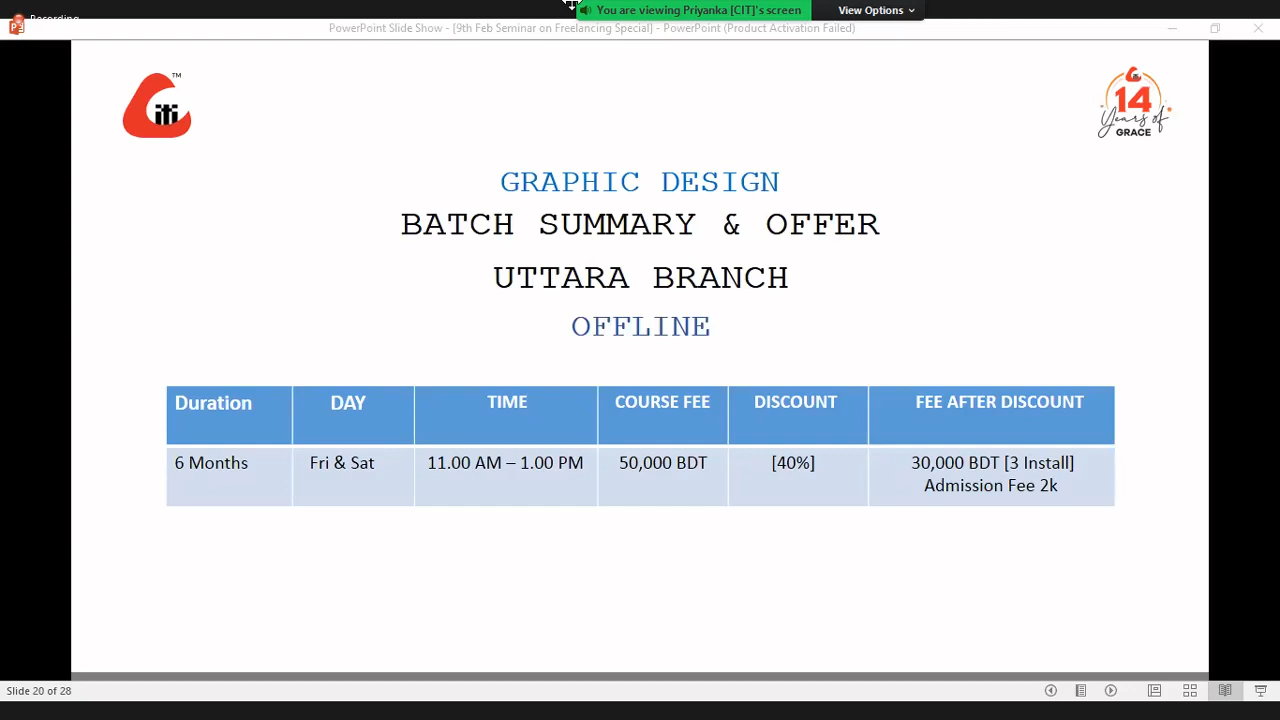 Recording
You are viewing Priyanka [CIT]'s screen
View Options
PowerPoint Slide Show - [9th Feb Seminar on Freelancing Special] - PowerPoint (Product Activation Failed)
iti
TM
14
Years of
GRACE
GRAPHIC DESIGN
BATCH SUMMARY & OFFER
UTTARA BRANCH
OFFLINE
Duration DAY TIME COURSE FEE DISCOUNT FEE AFTER DISCOUNT
6 Months Fri & Sat 11.00 AM – 1.00 PM 50,000 BDT [40%] 30,000 BDT [3 Install]
Admission Fee 2k
Slide 20 of 28